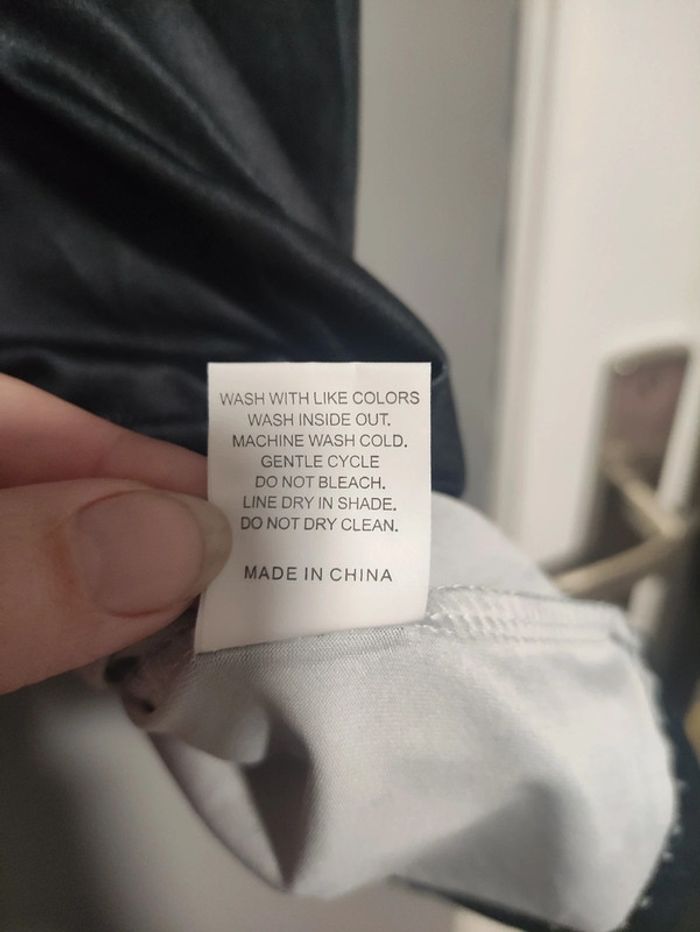 WASH WITH LIKE COLORS
WASH INSIDE OUT.
MACHINE WASH COLD.
GENTLE CYCLE
DO NOT BLEACH.
LINE DRY IN SHADE.
DO NOT DRY CLEAN.
MADE IN CHINA